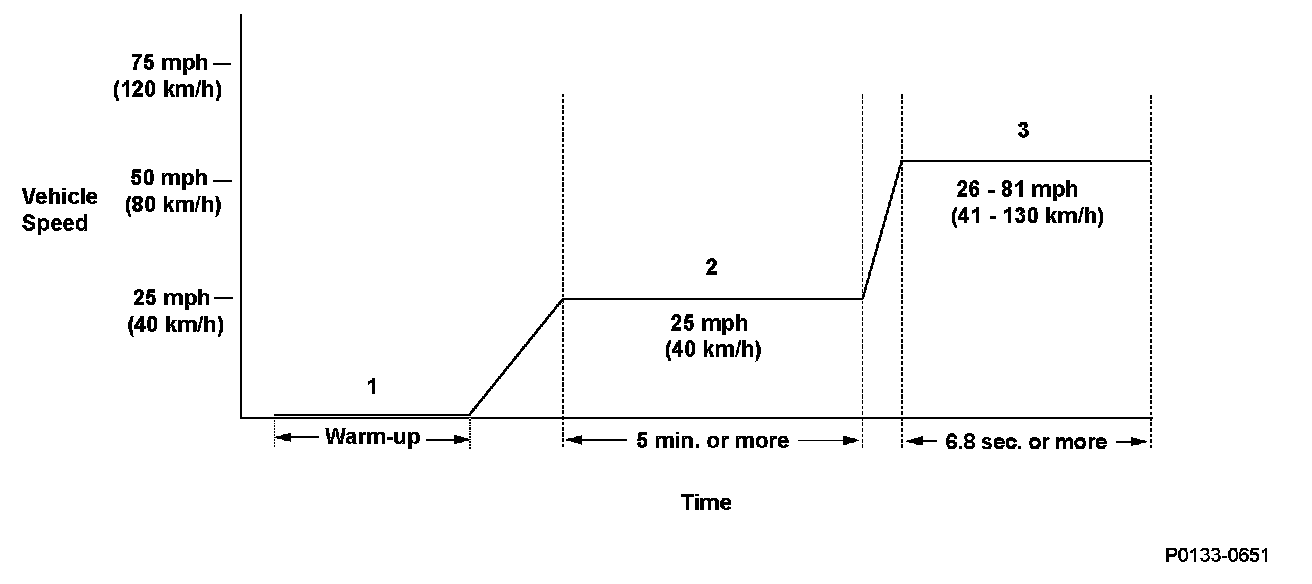 75 mph
(120 km/h)
3
50 mph
(80 km/h)
26 - 81 mph
(41 - 130 km/h)
Vehicle
Speed
2
25 mph
(40 km/h)
25 mph
(40 km/h)
1
Warm-up
5 min. or more
6.8 sec. or more
Time
P0133-0651